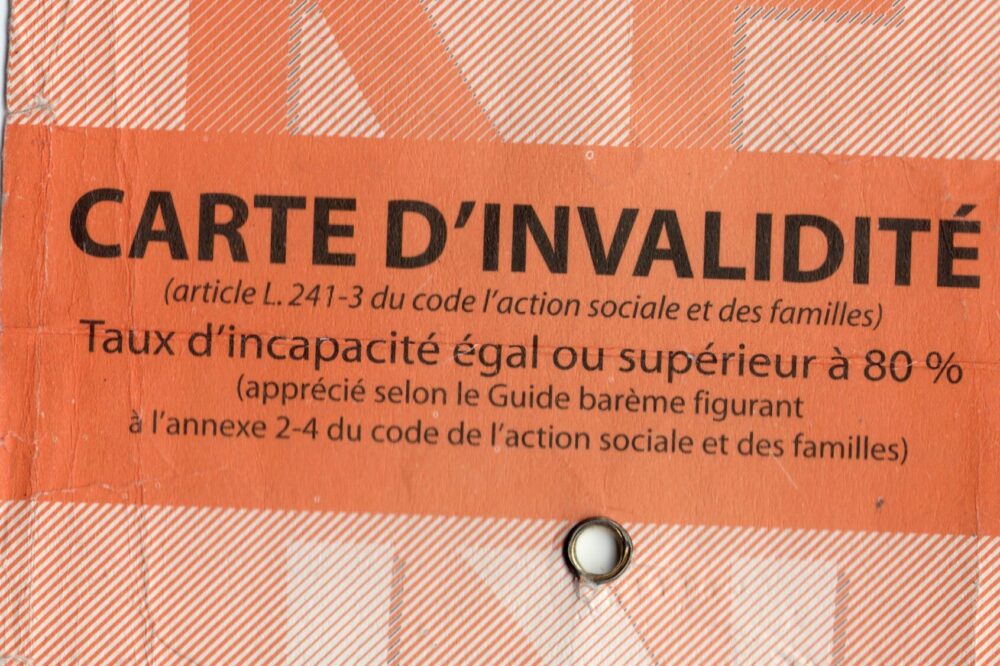 CARTE D'INVALIDITÉ
(article L. 241-3 du code l'action sociale et des familles)
Taux d'incapacité égal ou supérieur à 80 %
(apprécié selon le Guide barème figurant
à l'annexe 2-4 du code de l'action sociale et des familles)